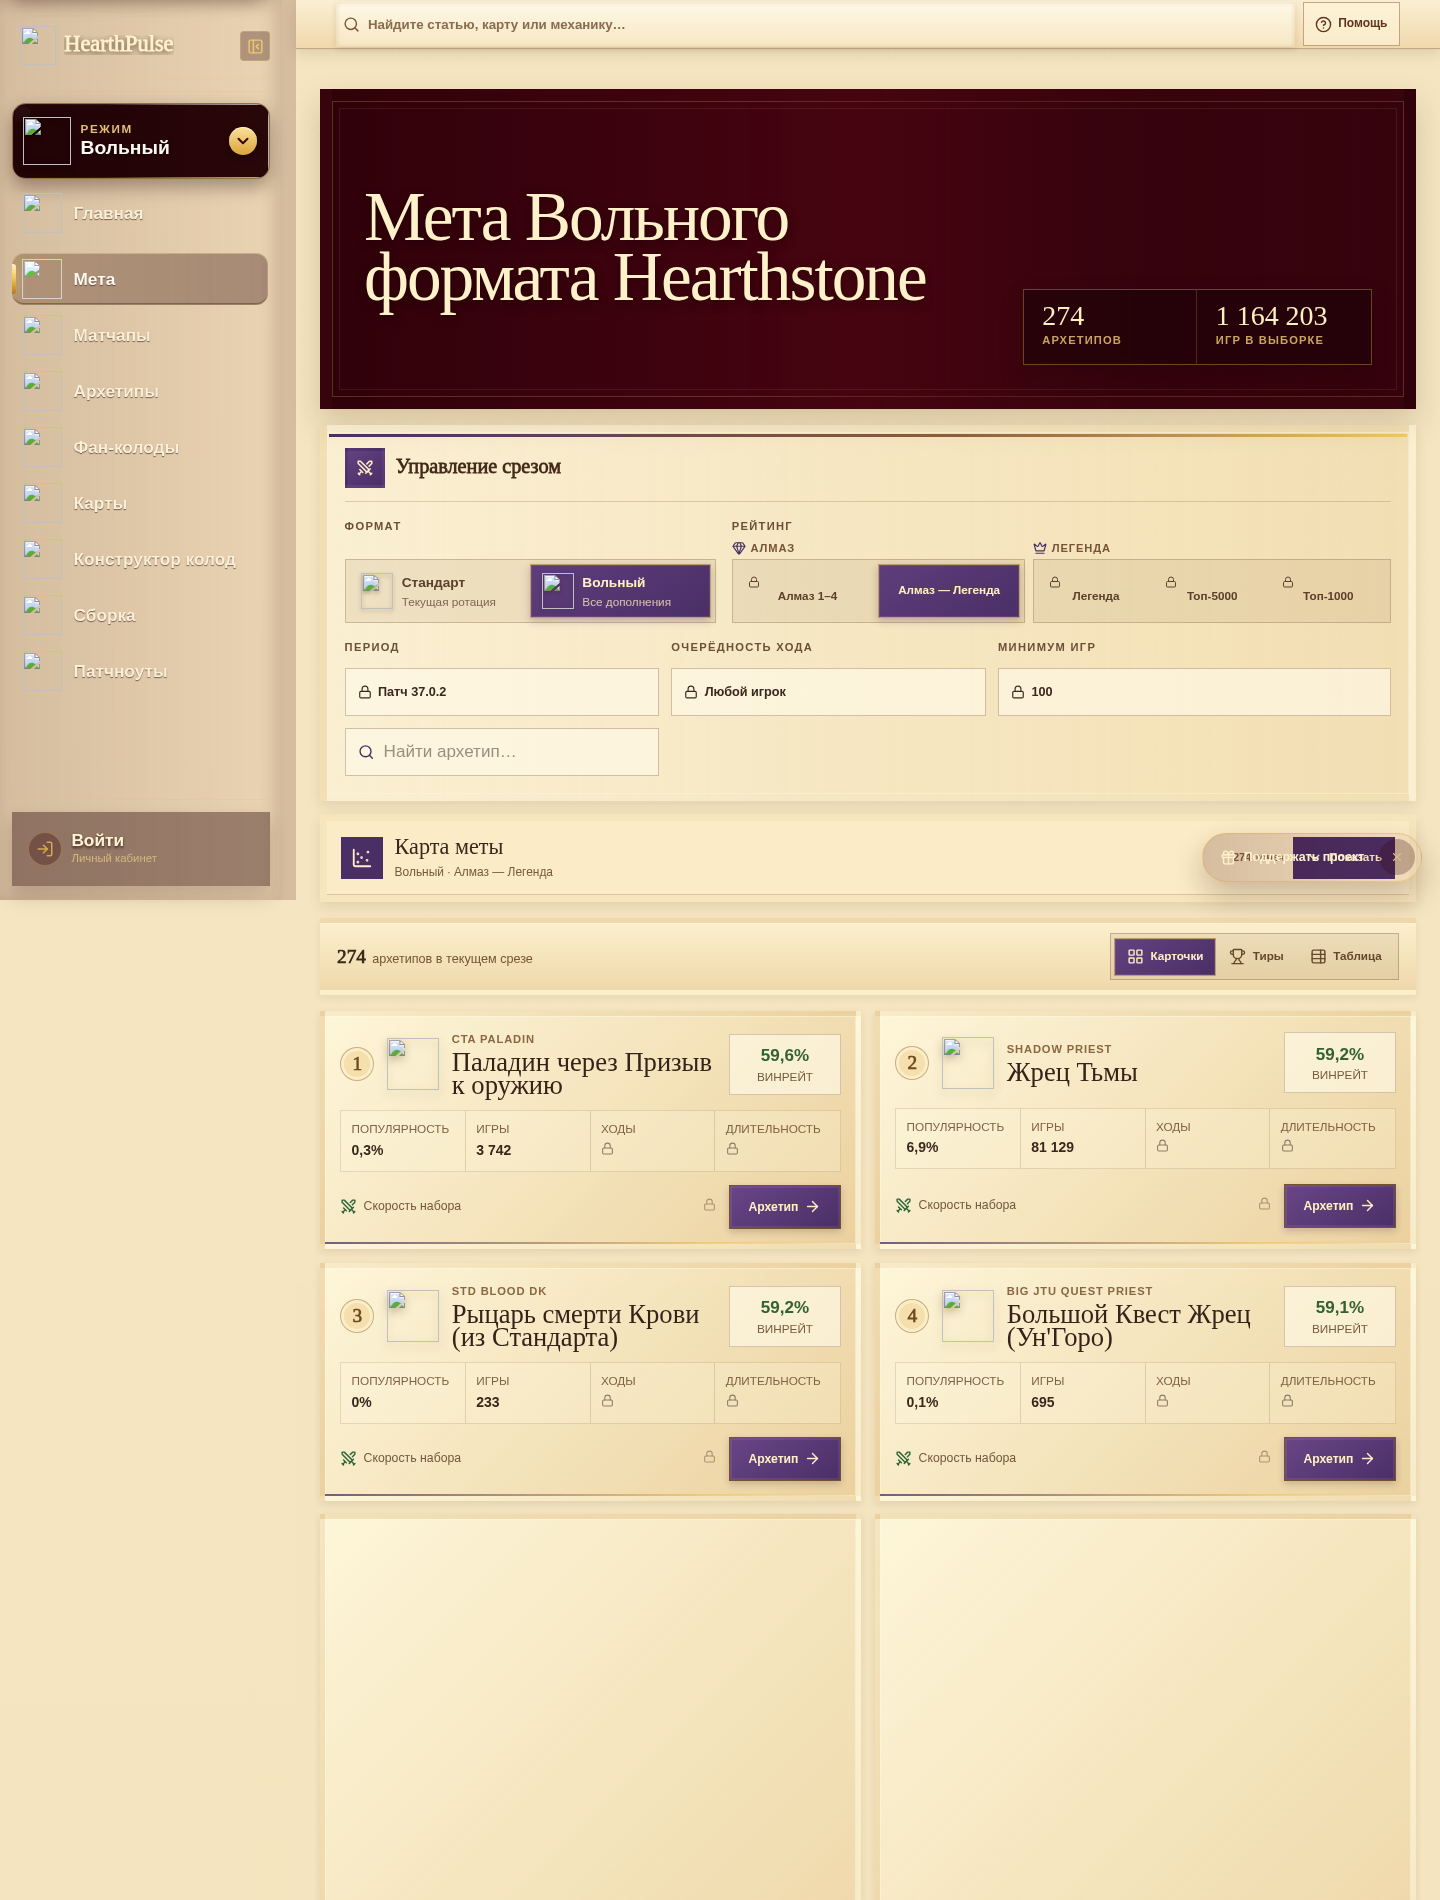 HearthPulse
Найдите статью, карту или механику…
Помощь
РЕЖИМ
Вольный
Главная
Мета
Матчапы
Архетипы
Фан-колоды
Карты
Конструктор колод
Сборка
Патчноуты
Войти
Личный кабинет
Мета Вольного
формата Hearthstone
274
АРХЕТИПОВ
1 164 203
ИГР В ВЫБОРКЕ
Управление срезом
ФОРМАТ
Стандарт
Текущая ротация
Вольный
Все дополнения
РЕЙТИНГ
АЛМАЗ
Алмаз 1–4
Алмаз — Легенда
ЛЕГЕНДА
Легенда
Топ-5000
Топ-1000
ПЕРИОД
Патч 37.0.2
ОЧЕРЁДНОСТЬ ХОДА
Любой игрок
МИНИМУМ ИГР
100
Найти архетип…
Карта меты
Вольный · Алмаз — Легенда
Поддержать проект
274 архетипов в текущем срезе
Карточки
Тиры
Таблица
1
CTA PALADIN
Паладин через Призыв
к оружию
59,6%
ВИНРЕЙТ
ПОПУЛЯРНОСТЬ
0,3%
ИГРЫ
3 742
ХОДЫ
ДЛИТЕЛЬНОСТЬ
Скорость набора
Архетип
2
SHADOW PRIEST
Жрец Тьмы
59,2%
ВИНРЕЙТ
ПОПУЛЯРНОСТЬ
6,9%
ИГРЫ
81 129
ХОДЫ
ДЛИТЕЛЬНОСТЬ
Скорость набора
Архетип
3
STD BLOOD DK
Рыцарь смерти Крови
(из Стандарта)
59,2%
ВИНРЕЙТ
ПОПУЛЯРНОСТЬ
0%
ИГРЫ
233
ХОДЫ
ДЛИТЕЛЬНОСТЬ
Скорость набора
Архетип
4
BIG JTU QUEST PRIEST
Большой Квест Жрец
(Ун'Горо)
59,1%
ВИНРЕЙТ
ПОПУЛЯРНОСТЬ
0,1%
ИГРЫ
695
ХОДЫ
ДЛИТЕЛЬНОСТЬ
Скорость набора
Архетип